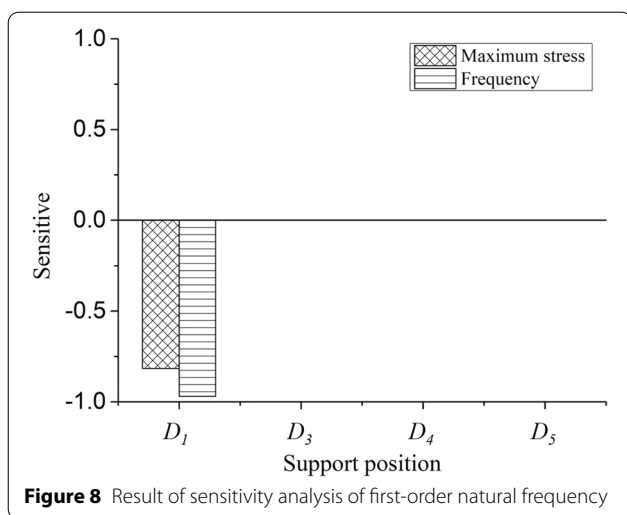 1.0
0.5
0.0
-0.5
-1.0
Sensitive
Maximum stress
Frequency
D1 D3 D4 D5
Support position
Figure 8 Result of sensitivity analysis of first-order natural frequency